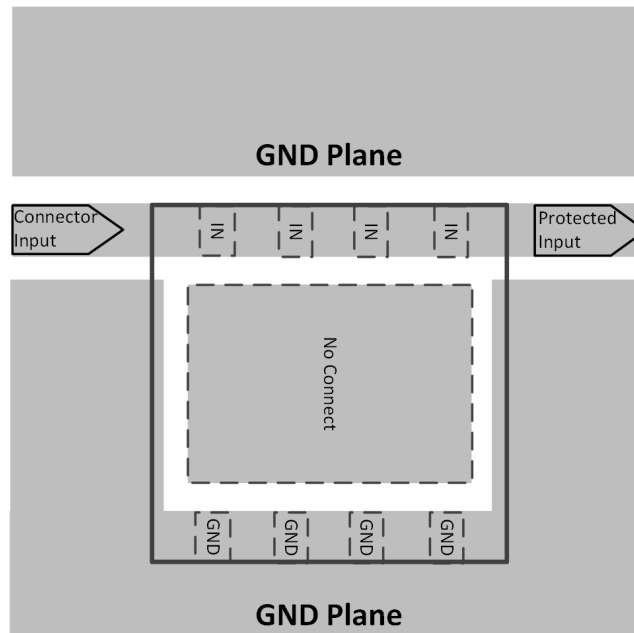 GND Plane
Connector
Input
IN
IN
IN
IN
Protected
Input
No Connect
GND
GND
GND
GND
GND Plane